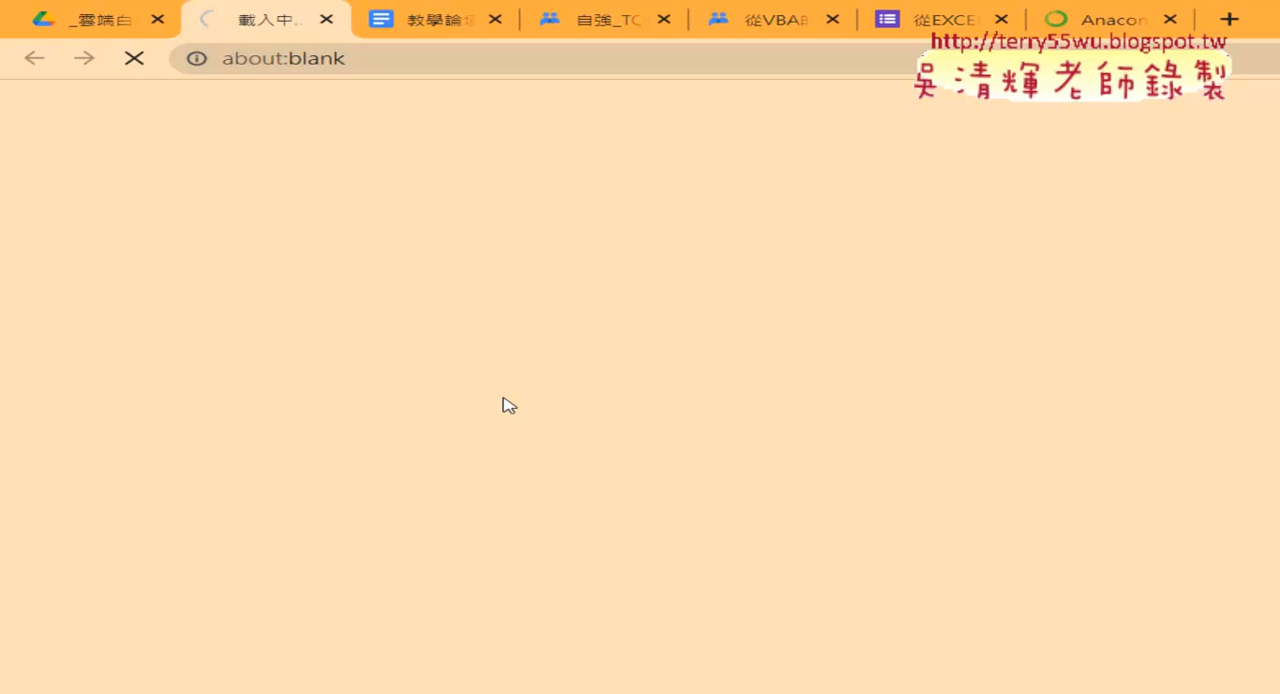 _雲端白
載入中..
教學論壇
自強_TC
從VBA
從EXCE
Anacon
about:blank
http://terry55wu.blogspot.tw
吳清輝老師錄製